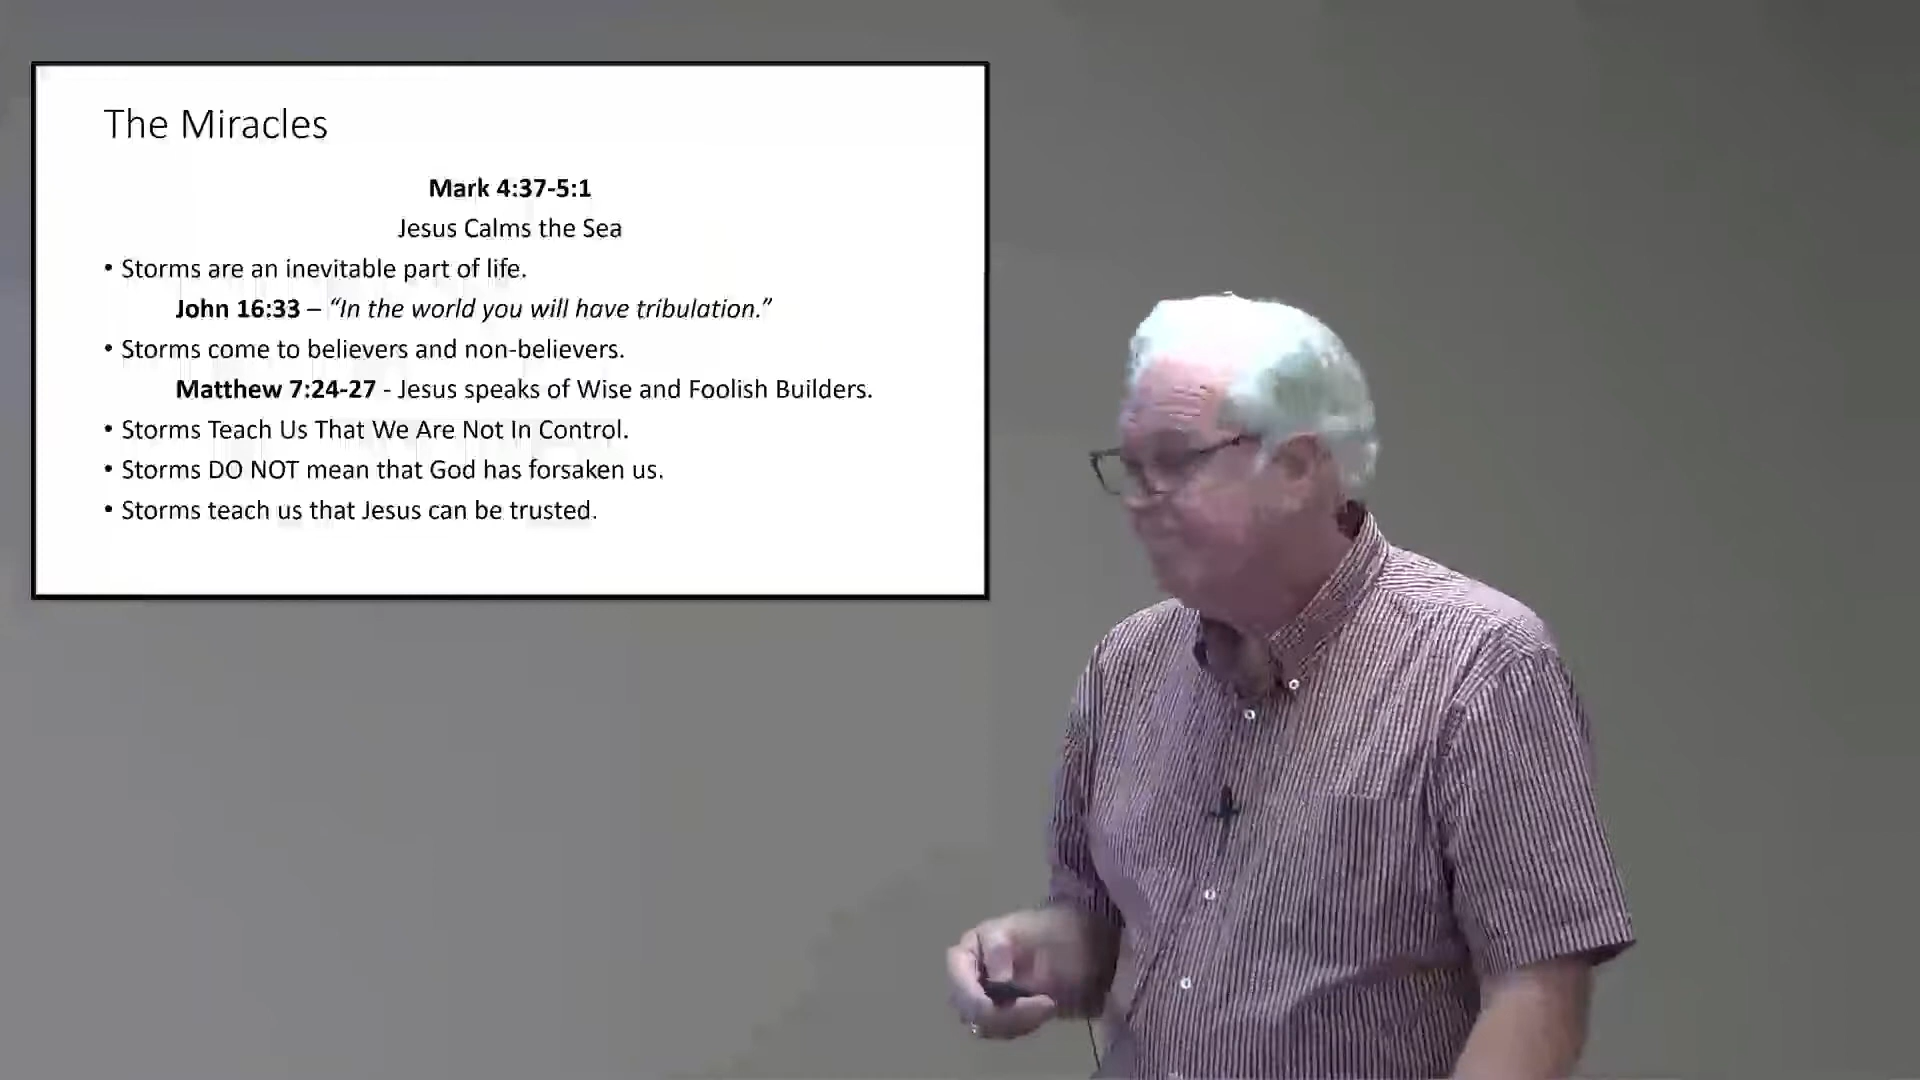 The Miracles
Mark 4:37-5:1
Jesus Calms the Sea
• Storms are an inevitable part of life.
John 16:33 – “In the world you will have tribulation.”
• Storms come to believers and non-believers.
Matthew 7:24-27 - Jesus speaks of Wise and Foolish Builders.
• Storms Teach Us That We Are Not In Control.
• Storms DO NOT mean that God has forsaken us.
• Storms teach us that Jesus can be trusted.